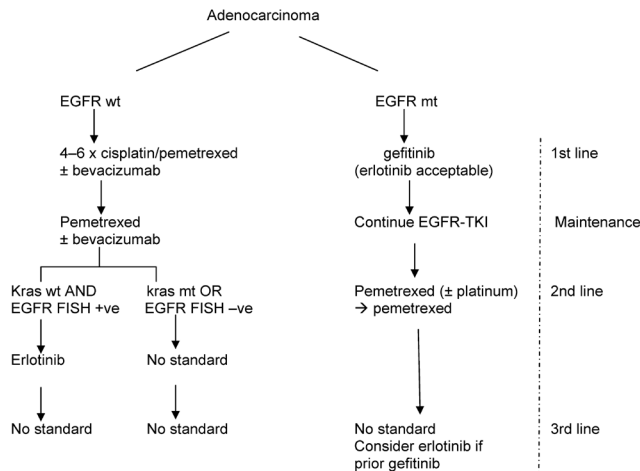 Adenocarcinoma
EGFR wt
EGFR mt
4–6 x cisplatin/pemetrexed
± bevacizumab
gefitinib
(erlotinib acceptable)
1st line
Pemetrexed
± bevacizumab
Continue EGFR-TKI
Maintenance
Kras wt AND
EGFR FISH +ve
kras mt OR
EGFR FISH –ve
Pemetrexed (± platinum)
→ pemetrexed
2nd line
Erlotinib
No standard
No standard
No standard
No standard
Consider erlotinib if
prior gefitinib
3rd line